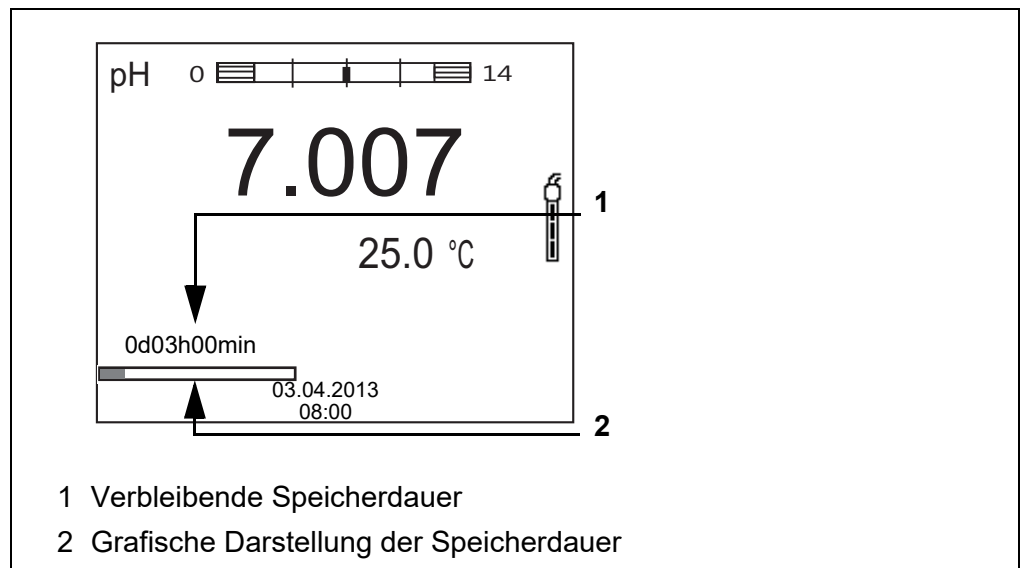 pH 0 14
7.007
1
25.0 °C
0d03h00min
03.04.2013
08:00
2
1 Verbleibende Speicherdauer
2 Grafische Darstellung der Speicherdauer